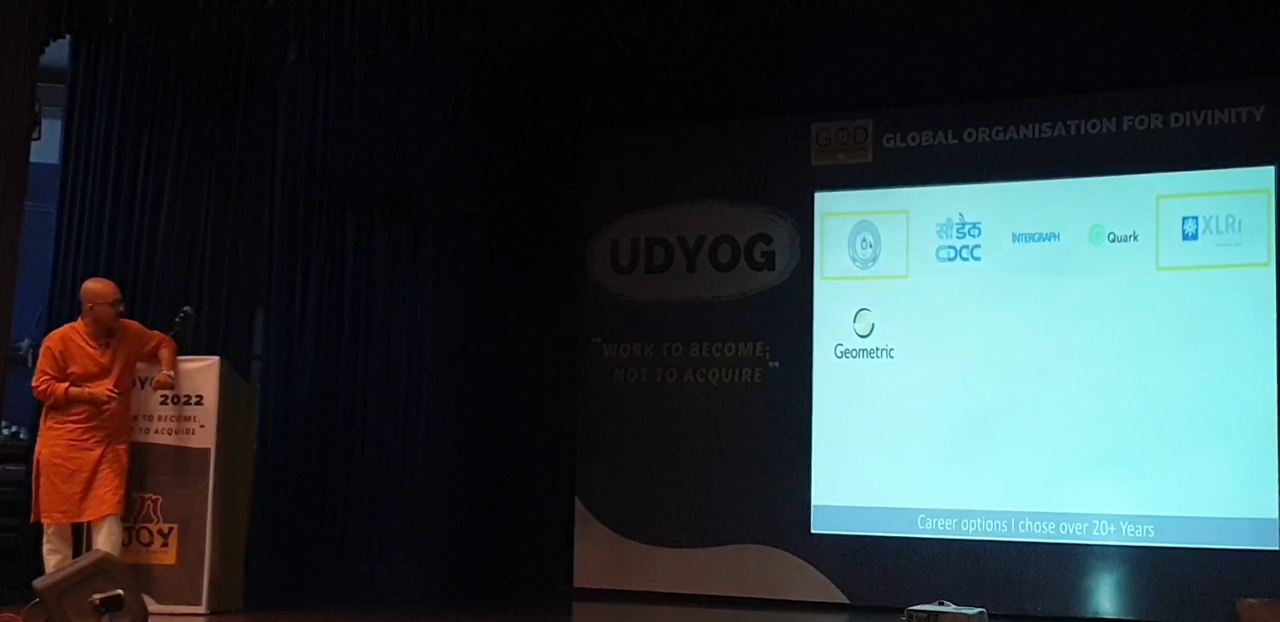 GOD GLOBAL ORGANISATION FOR DIVINITY
UDYOG
"WORK TO BECOME;
NOT TO ACQUIRE"
सी डैक
CDCC
INTERGRAPH
Quark
XLRi
Geometric
Career options I chose over 20+ Years
2022
TO BECOME;
TO ACQUIRE"
JOY